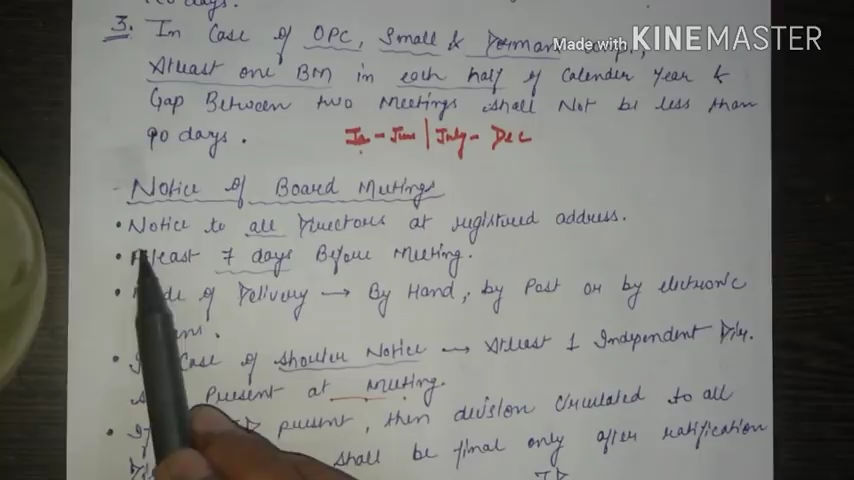 days.
3. In Case of OPC, Small & Dormant
Made with KINEMASTER
Atleast one BM in each half of Calender Year &
Gap Between two Meetings shall Not be less than
90 days.
Jan - June | July - Dec
- Notice of Board Meetings
• Notice to all Directors at registered address.
• Atleast 7 days Before Meeting.
• of Delivery → By Hand, by Post or by electronic
• Case of shorter Notice → Atleast 1 Independent Dir.
Present at Meeting.
• present, then decision Circulated to all
shall be final only after ratification